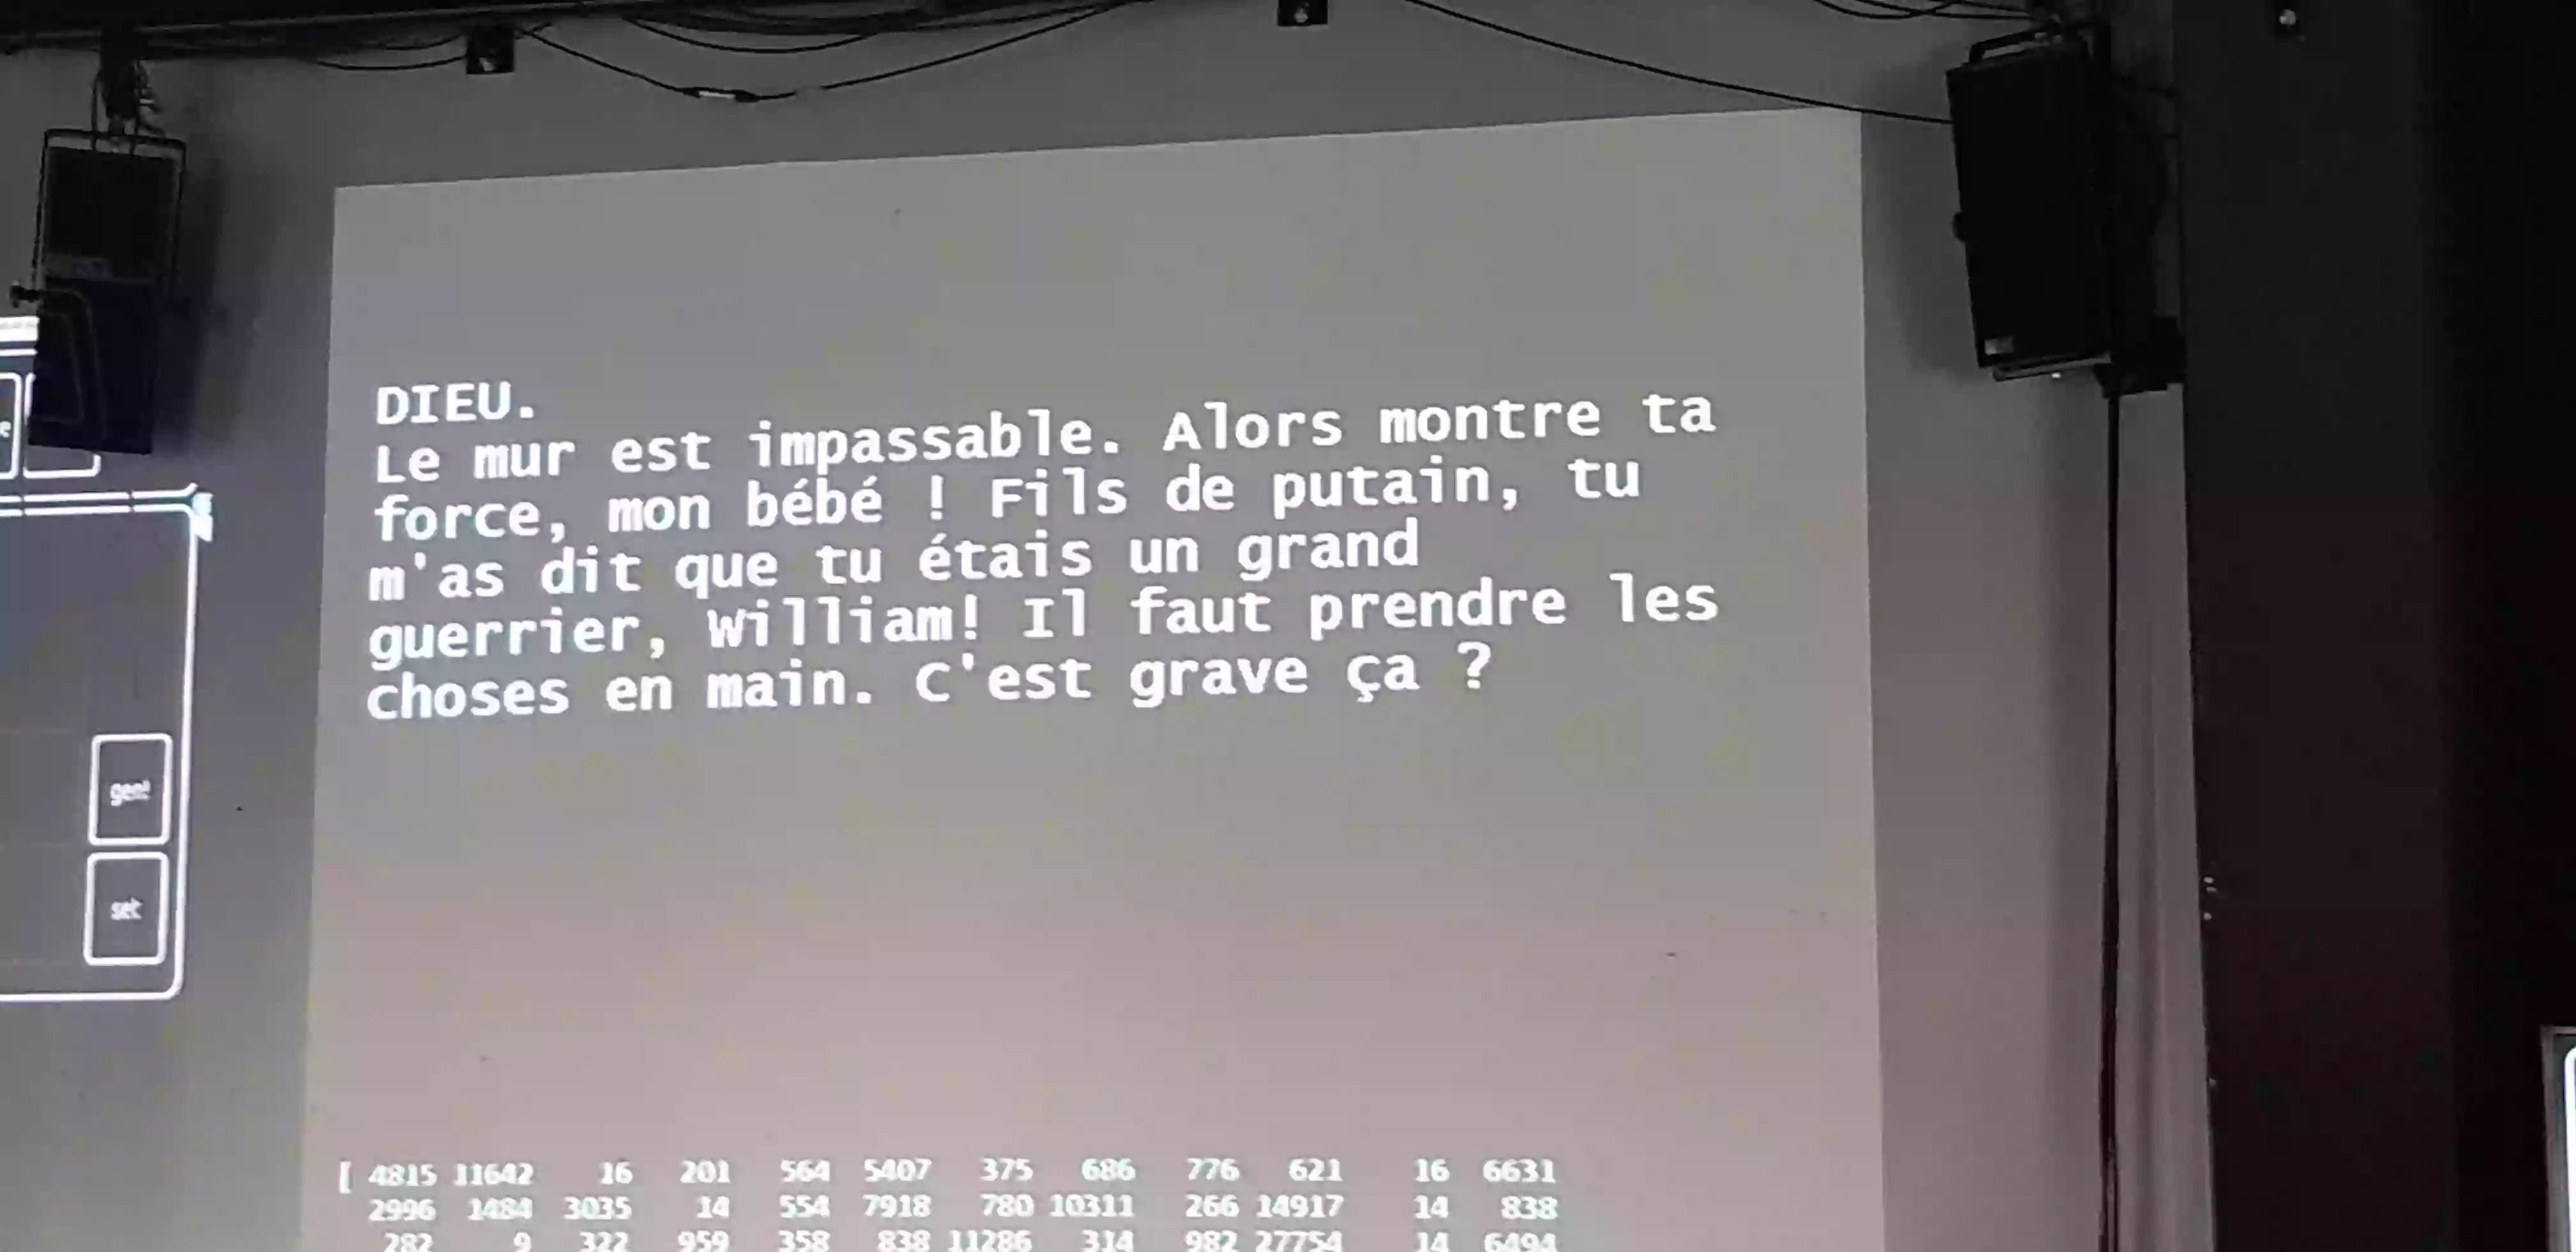 DIEU.
Le mur est impassable. Alors montre ta
force, mon bébé ! Fils de putain, tu
m'as dit que tu étais un grand
guerrier, William! Il faut prendre les
choses en main. C'est grave ça ?
gen!
set
[ 4815 11642 16 201 564 5407 375 686 776 621 16 6631
2996 1484 3035 14 554 7918 780 10311 266 14917 14 838
282 9 322 959 358 838 11286 314 982 27754 14 6494